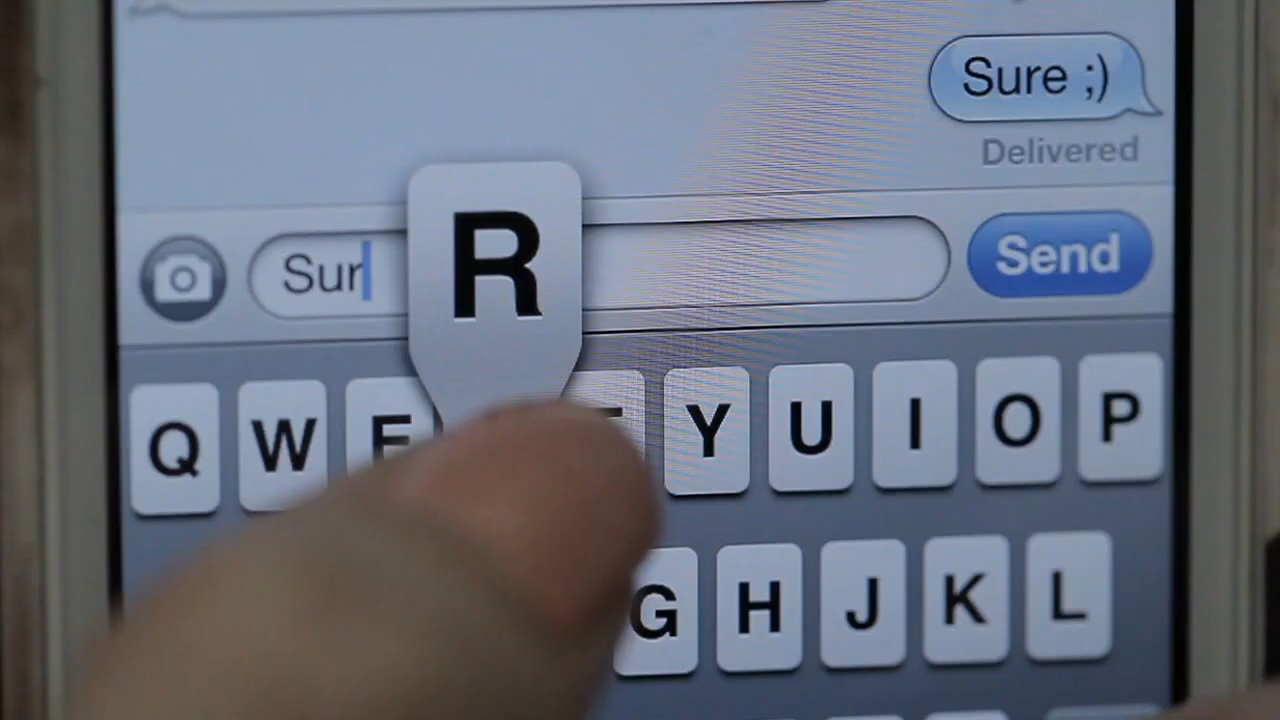 Sure ;)
Delivered
Sur
R
Send
Q W E Y U I O P
G H J K L